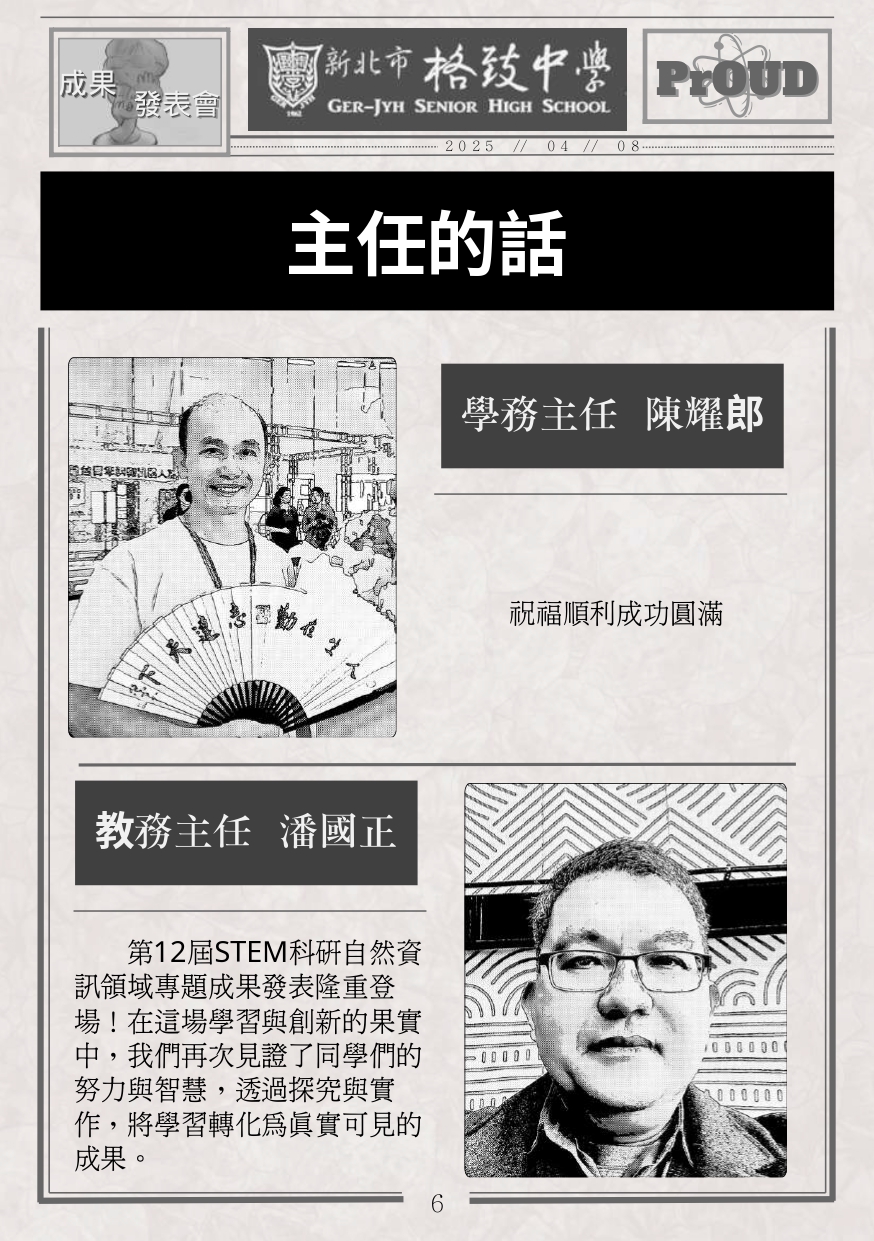 成果
發表會
新北市 格致中學
GER-JYH SENIOR HIGH SCHOOL
1962
PrOUD
2025 // 04 // 08
主任的話
學務主任 陳耀郎
祝福順利成功圓滿
教務主任 潘國正
第12屆STEM科研自然資
訊領域專題成果發表隆重登
場！在這場學習與創新的果實
中，我們再次見證了同學們的
努力與智慧，透過探究與實
作，將學習轉化為真實可見的
成果。
6